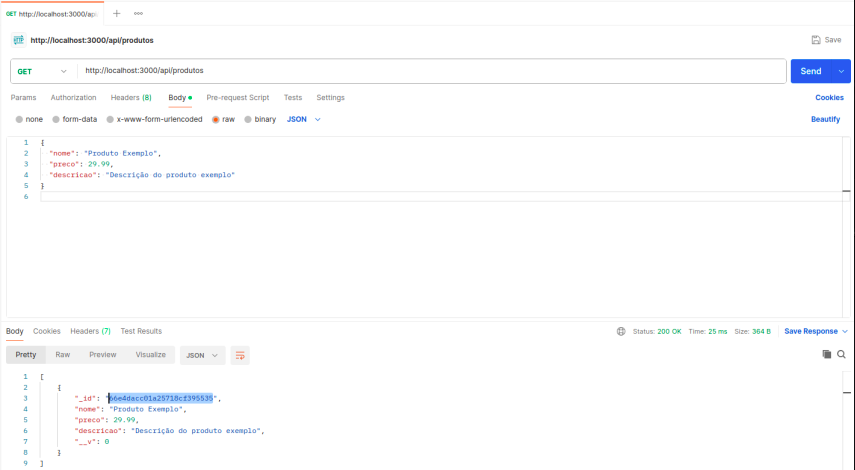 GET http://localhost:3000/ap
http://localhost:3000/api/produtos
Save
GET
http://localhost:3000/api/produtos
Send
Params Authorization Headers (8) Body Pre-request Script Tests Settings
Cookies
none form-data x-www-form-urlencoded raw binary JSON
Beautify
1 {
2 "nome": "Produto Exemplo",
3 "preco": 29.99,
4 "descricao": "Descrição do produto exemplo"
5 }
6
Body Cookies Headers (7) Test Results
Status: 200 OK Time: 25 ms Size: 364 B Save Response
Pretty Raw Preview Visualize JSON
1 [
2 {
3 "_id": "66e4dacc01a25718cf395535",
4 "nome": "Produto Exemplo",
5 "preco": 29.99,
6 "descricao": "Descrição do produto exemplo",
7 "__v": 0
8 }
9 ]